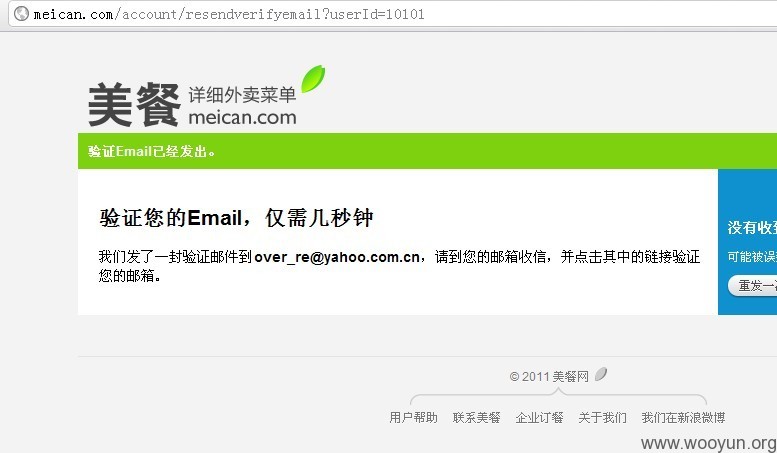 meican.com/account/resendverifyemail?userId=10101
美餐 详细外卖菜单
meican.com
验证Email已经发出。
验证您的Email，仅需几秒钟
我们发了一封验证邮件到over_re@yahoo.com.cn，请到您的邮箱收信，并点击其中的链接验证
您的邮箱。
没有收到
可能被误
重发一
© 2011 美餐网
用户帮助 联系美餐 企业订餐 关于我们 我们在新浪微博
www.wooyun.org